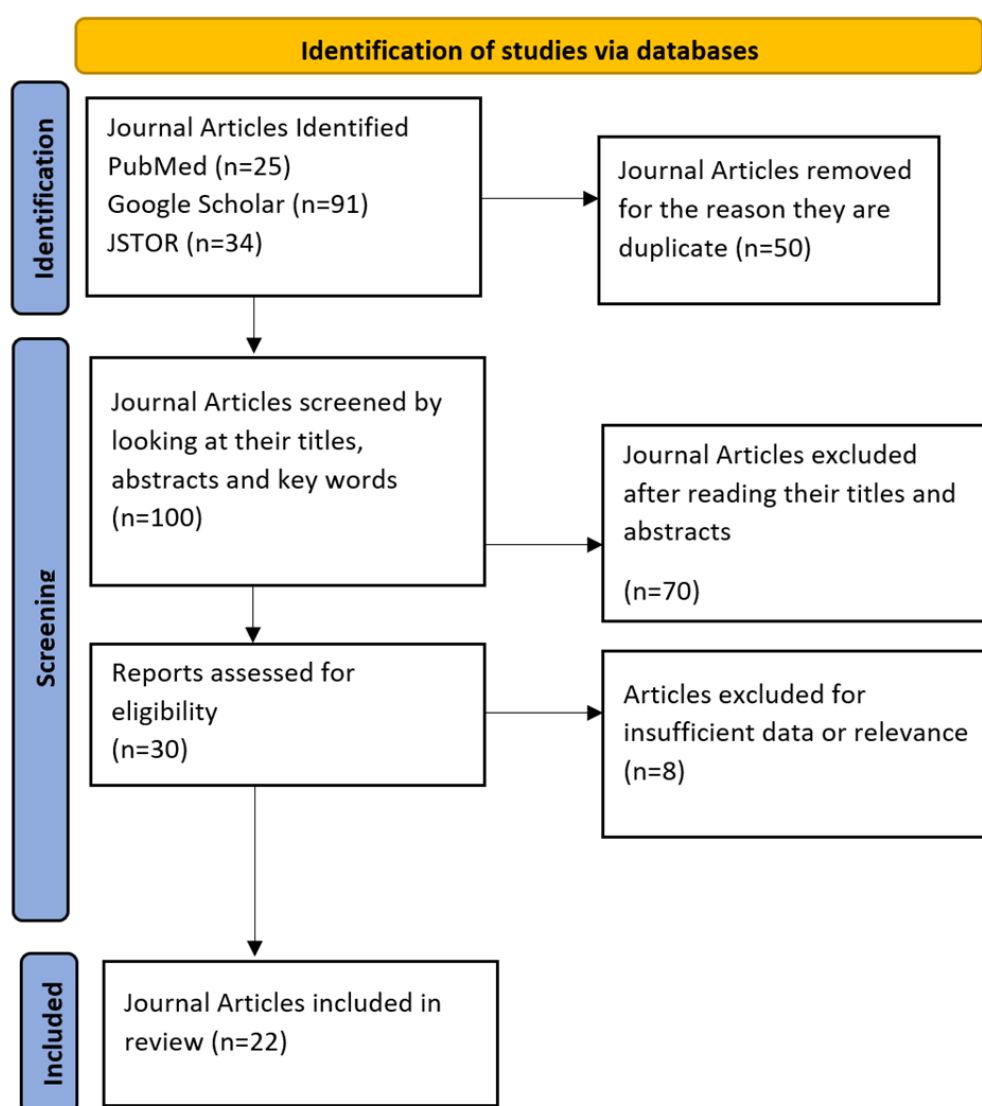 Identification of studies via databases
Identification
Journal Articles Identified
PubMed (n=25)
Google Scholar (n=91)
JSTOR (n=34)
Journal Articles removed
for the reason they are
duplicate (n=50)
Screening
Journal Articles screened by
looking at their titles,
abstracts and key words
(n=100)
Journal Articles excluded
after reading their titles and
abstracts
(n=70)
Reports assessed for
eligibility
(n=30)
Articles excluded for
insufficient data or relevance
(n=8)
Included
Journal Articles included in
review (n=22)